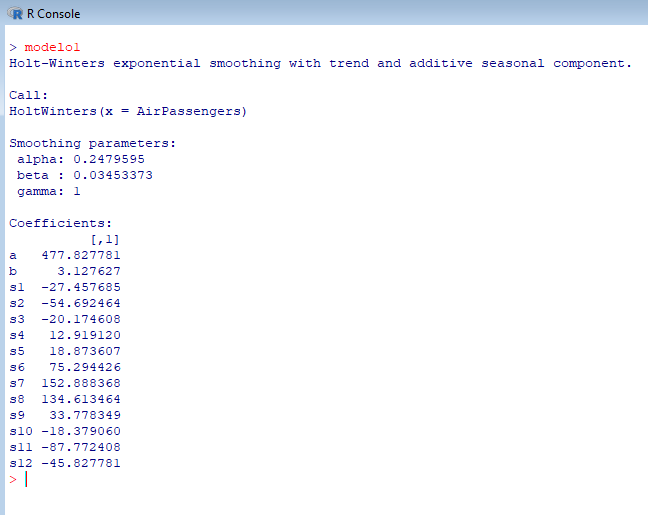 R Console
> modelo1
Holt-Winters exponential smoothing with trend and additive seasonal component.
Call:
HoltWinters(x = AirPassengers)
Smoothing parameters:
alpha: 0.2479595
beta : 0.03453373
gamma: 1
Coefficients:
[,1]
a 477.827781
b 3.127627
s1 -27.457685
s2 -54.692464
s3 -20.174608
s4 12.919120
s5 18.873607
s6 75.294426
s7 152.888368
s8 134.613464
s9 33.778349
s10 -18.379060
s11 -87.772408
s12 -45.827781
>